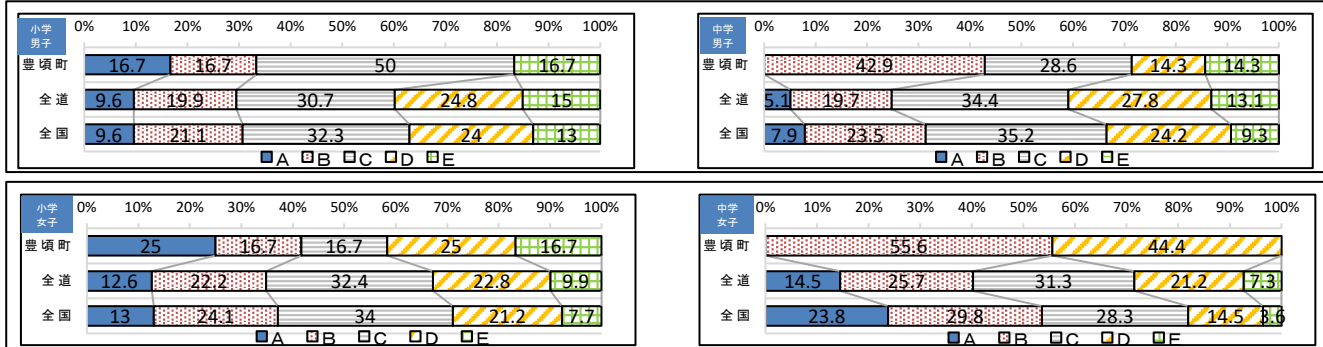 小学
男子
0% 10% 20% 30% 40% 50% 60% 70% 80% 90% 100%
豊頃町 16.7 16.7 50 16.7
全道 9.6 19.9 30.7 24.8 15
全国 9.6 21.1 32.3 24 13
A B C D E
中学
男子
0% 10% 20% 30% 40% 50% 60% 70% 80% 90% 100%
豊頃町 42.9 28.6 14.3 14.3
全道 5.1 19.7 34.4 27.8 13.1
全国 7.9 23.5 35.2 24.2 9.3
A B C D E
小学
女子
0% 10% 20% 30% 40% 50% 60% 70% 80% 90% 100%
豊頃町 25 16.7 16.7 25 16.7
全道 12.6 22.2 32.4 22.8 9.9
全国 13 24.1 34 21.2 7.7
A B C D E
中学
女子
0% 10% 20% 30% 40% 50% 60% 70% 80% 90% 100%
豊頃町 55.6 44.4
全道 14.5 25.7 31.3 21.2 7.3
全国 23.8 29.8 28.3 14.5 3.6
A B C D E